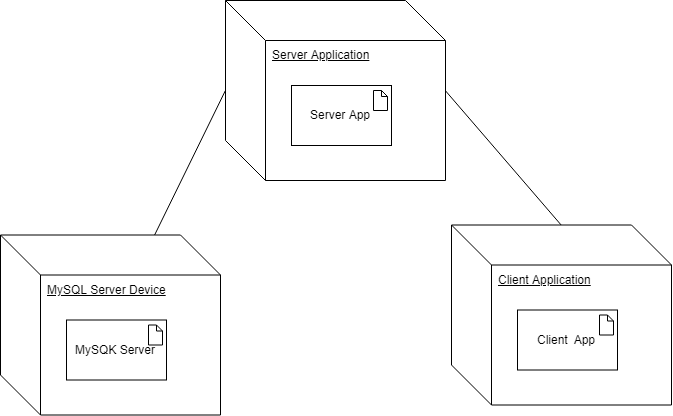 Server Application
Server App
MySQL Server Device
MySQK Server
Client Application
Client  App